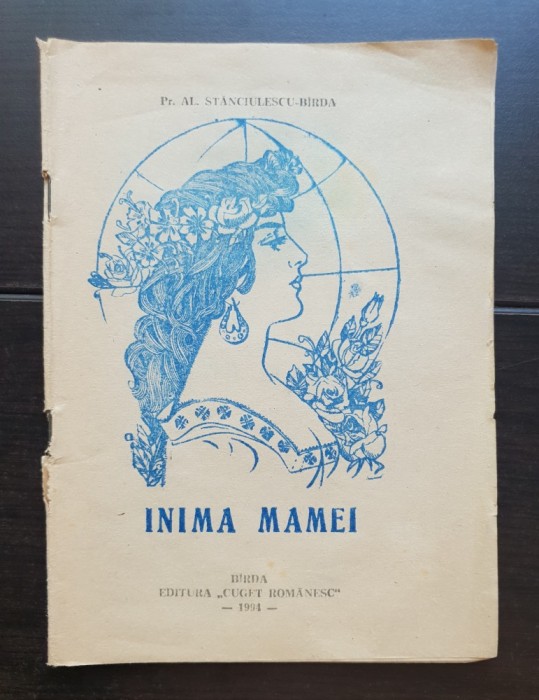 Pr. AL. STĂNCIULESCU-BÎRDA
INIMA MAMEI
BÎRDA
EDITURA „CUGET ROMÂNESC“
— 1994 —